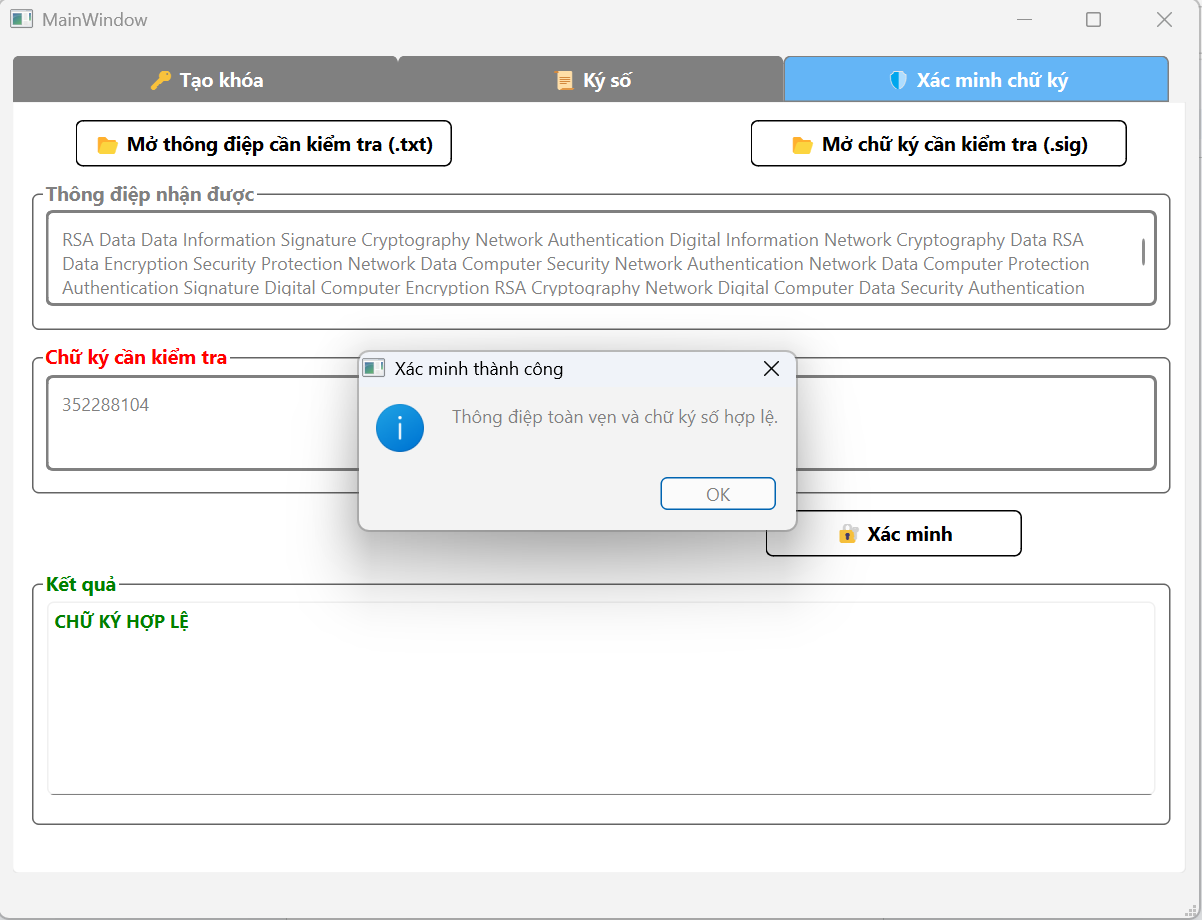 MainWindow
Tạo khóa
Ký số
Xác minh chữ ký
Mở thông điệp cần kiểm tra (.txt)
Mở chữ ký cần kiểm tra (.sig)
Thông điệp nhận được
RSA Data Data Information Signature Cryptography Network Authentication Digital Information Network Cryptography Data RSA
Data Encryption Security Protection Network Data Computer Security Network Authentication Network Data Computer Protection
Authentication Signature Digital Computer Encryption RSA Cryptography Network Digital Computer Data Security Authentication
Chữ ký cần kiểm tra
352288104
Xác minh thành công
Thông điệp toàn vẹn và chữ ký số hợp lệ.
OK
Xác minh
Kết quả
CHỮ KÝ HỢP LỆ